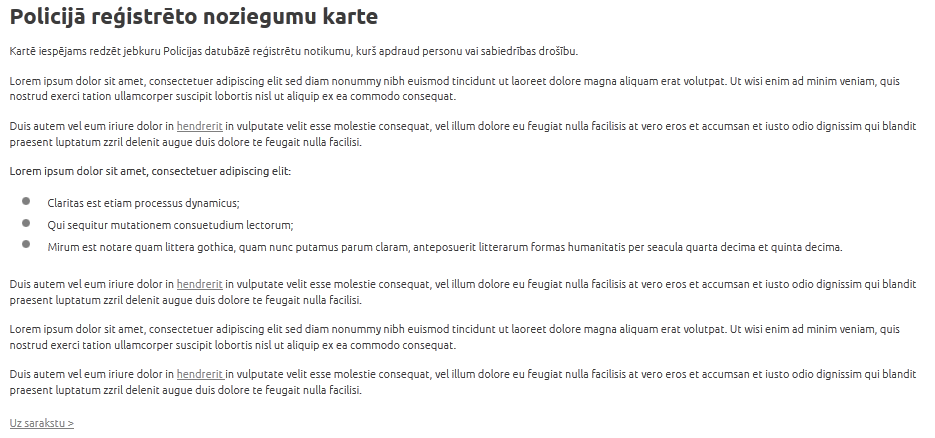 Policijā reģistrēto noziegumu karte
Kartē iespējams redzēt jebkuru Policijas datubāzē reģistrētu notikumu, kurš apdraud personu vai sabiedrības drošību.
Lorem ipsum dolor sit amet, consectetuer adipiscing elit sed diam nonummy nibh euismod tincidunt ut laoreet dolore magna aliquam erat volutpat. Ut wisi enim ad minim veniam, quis
nostrud exerci tation ullamcorper suscipit lobortis nisl ut aliquip ex ea commodo consequat.
Duis autem vel eum iriure dolor in hendrerit in vulputate velit esse molestie consequat, vel illum dolore eu feugiat nulla facilisis at vero eros et accumsan et iusto odio dignissim qui blandit
praesent luptatum zzril delenit augue duis dolore te feugait nulla facilisi.
Lorem ipsum dolor sit amet, consectetuer adipiscing elit:
Claritas est etiam processus dynamicus;
Qui sequitur mutationem consuetudium lectorum;
Mirum est notare quam littera gothica, quam nunc putamus parum claram, anteposuerit litterarum formas humanitatis per seacula quarta decima et quinta decima.
Duis autem vel eum iriure dolor in hendrerit in vulputate velit esse molestie consequat, vel illum dolore eu feugiat nulla facilisis at vero eros et accumsan et iusto odio dignissim qui blandit
praesent luptatum zzril delenit augue duis dolore te feugait nulla facilisi.
Lorem ipsum dolor sit amet, consectetuer adipiscing elit sed diam nonummy nibh euismod tincidunt ut laoreet dolore magna aliquam erat volutpat. Ut wisi enim ad minim veniam, quis
nostrud exerci tation ullamcorper suscipit lobortis nisl ut aliquip ex ea commodo consequat.
Duis autem vel eum iriure dolor in hendrerit in vulputate velit esse molestie consequat, vel illum dolore eu feugiat nulla facilisis at vero eros et accumsan et iusto odio dignissim qui blandit
praesent luptatum zzril delenit augue duis dolore te feugait nulla facilisi.
Uz sarakstu >